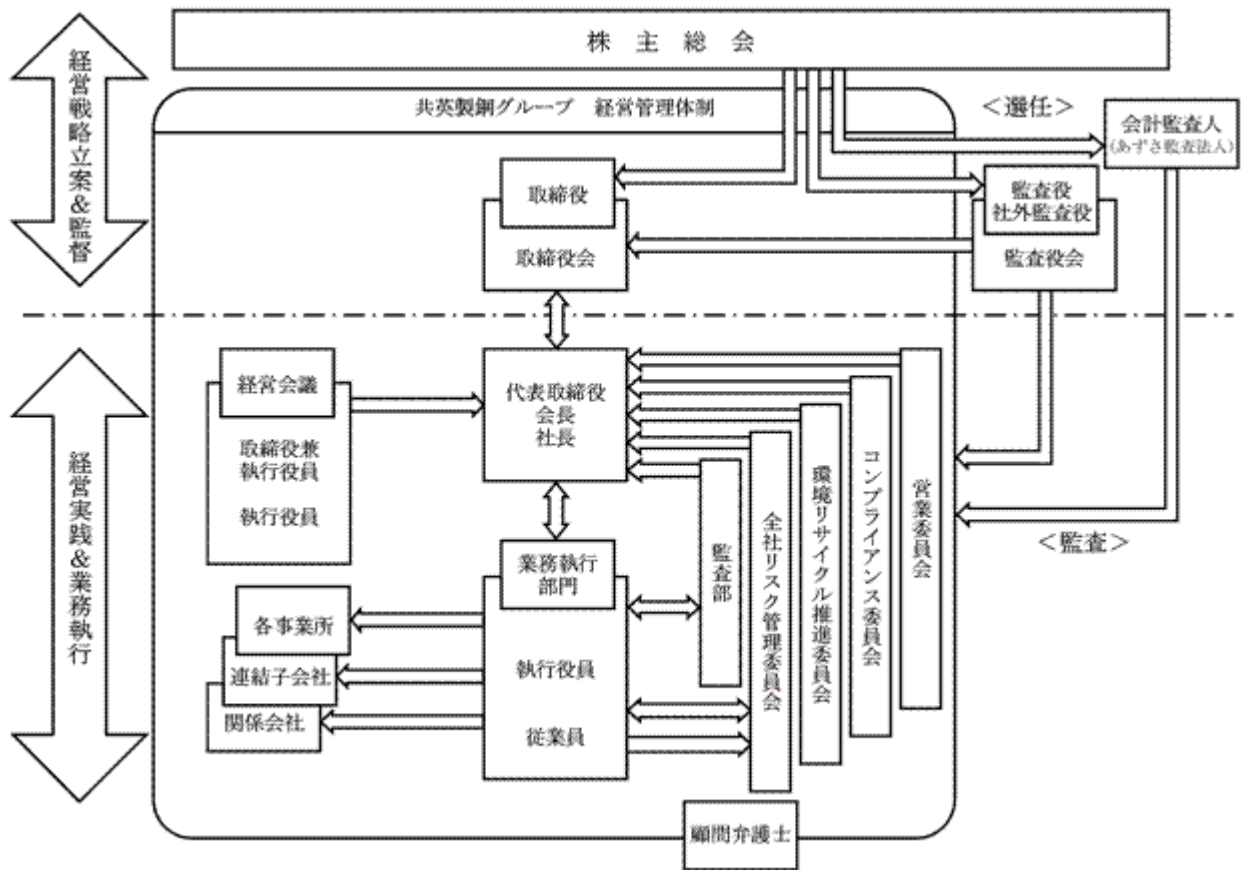 株主総会
経営戦略立案&監督
共英製鋼グループ 経営管理体制
<選任>
会計監査人
(あずさ監査法人)
取締役
取締役会
監査役
社外監査役
監査役会
経営実践&業務執行
経営会議
取締役兼
執行役員
執行役員
代表取締役
会長
社長
業務執行
部門
執行役員
従業員
各事業所
連結子会社
関係会社
監査部
全社リスク管理委員会
環境リサイクル推進委員会
コンプライアンス委員会
営業委員会
<監査>
顧問弁護士